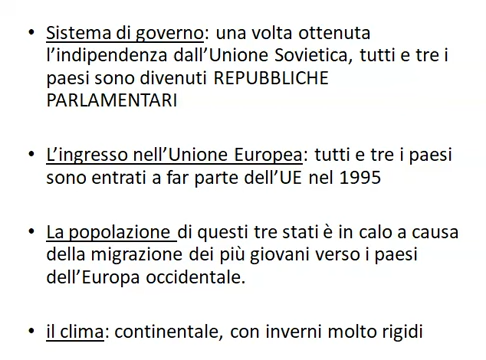 • Sistema di governo: una volta ottenuta
l'indipendenza dall'Unione Sovietica, tutti e tre i
paesi sono divenuti REPUBBLICHE
PARLAMENTARI
• L'ingresso nell'Unione Europea: tutti e tre i paesi
sono entrati a far parte dell'UE nel 1995
• La popolazione di questi tre stati è in calo a causa
della migrazione dei più giovani verso i paesi
dell'Europa occidentale.
• il clima: continentale, con inverni molto rigidi